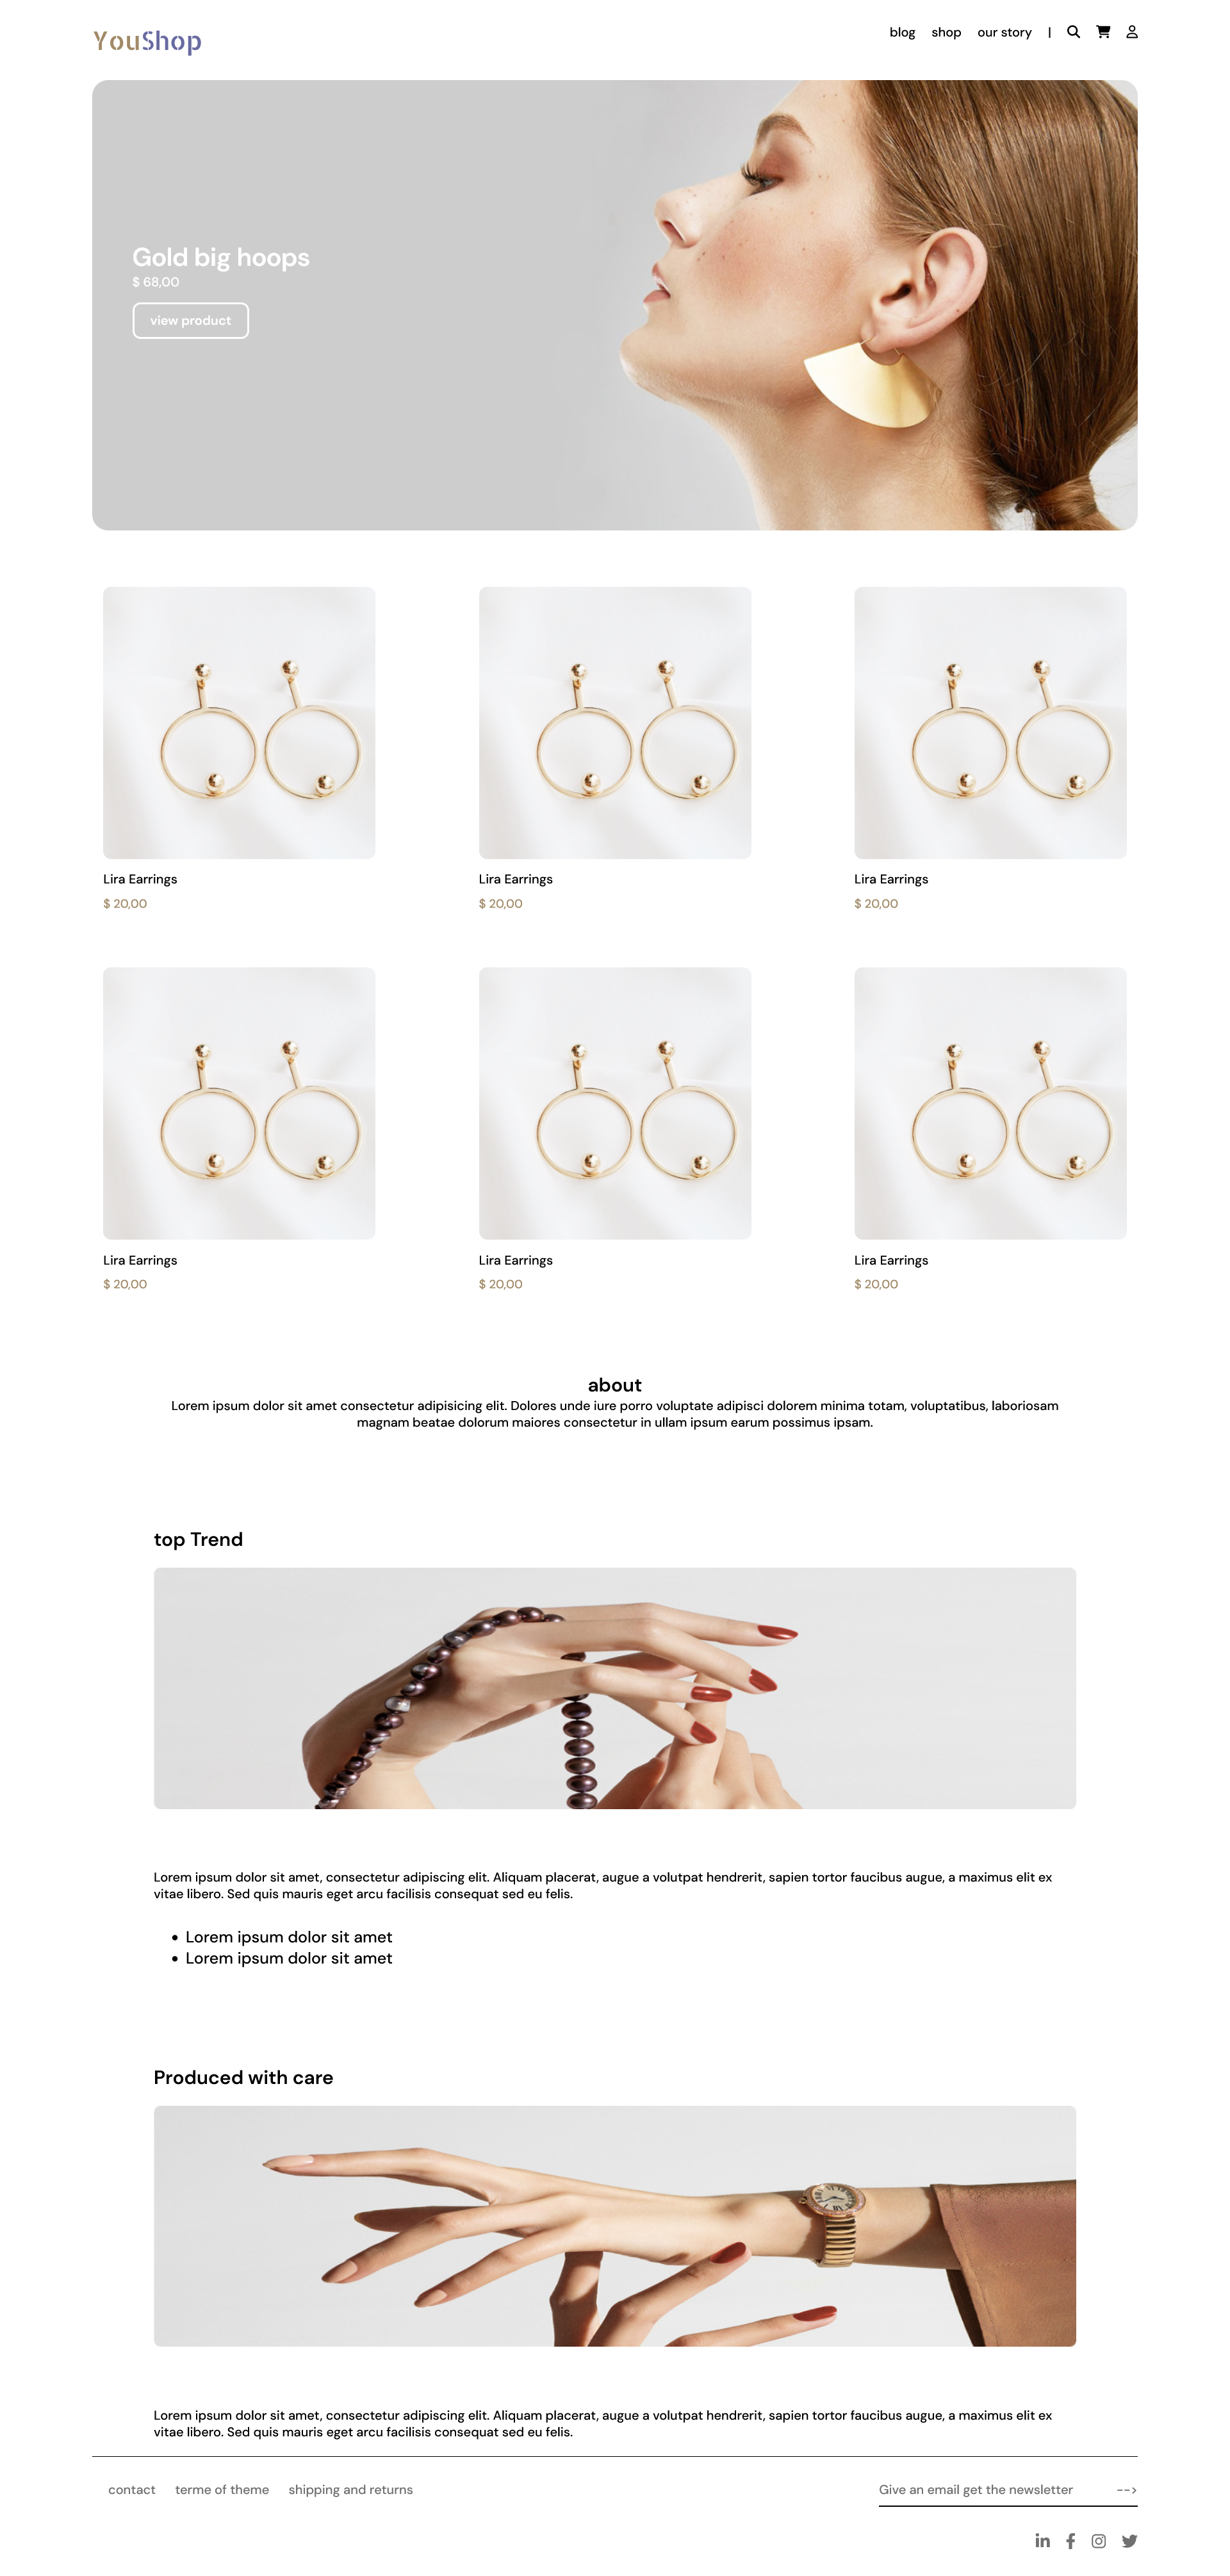 YouShop
blog shop our story |
Gold big hoops
$ 68,00
view product
Lira Earrings
$ 20,00
Lira Earrings
$ 20,00
Lira Earrings
$ 20,00
Lira Earrings
$ 20,00
Lira Earrings
$ 20,00
Lira Earrings
$ 20,00
about
Lorem ipsum dolor sit amet consectetur adipisicing elit. Dolores unde iure porro voluptate adipisci dolorem minima totam, voluptatibus, laboriosam
magnam beatae dolorum maiores consectetur in ullam ipsum earum possimus ipsam.
top Trend
Lorem ipsum dolor sit amet, consectetur adipiscing elit. Aliquam placerat, augue a volutpat hendrerit, sapien tortor faucibus augue, a maximus elit ex
vitae libero. Sed quis mauris eget arcu facilisis consequat sed eu felis.
• Lorem ipsum dolor sit amet
• Lorem ipsum dolor sit amet
Produced with care
Lorem ipsum dolor sit amet, consectetur adipiscing elit. Aliquam placerat, augue a volutpat hendrerit, sapien tortor faucibus augue, a maximus elit ex
vitae libero. Sed quis mauris eget arcu facilisis consequat sed eu felis.
contact terme of theme shipping and returns
Give an email get the newsletter -->